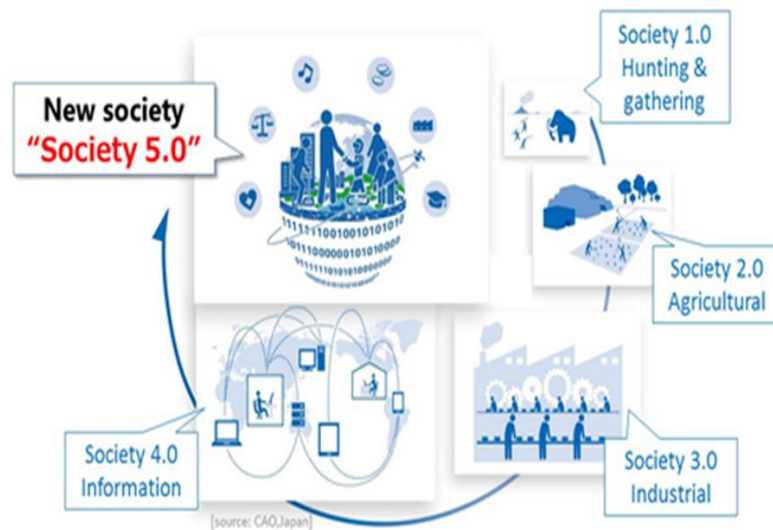 New society
“Society 5.0”
Society 1.0
Hunting &
gathering
Society 2.0
Agricultural
Society 3.0
Industrial
Society 4.0
Information
[source: CAO,Japan]